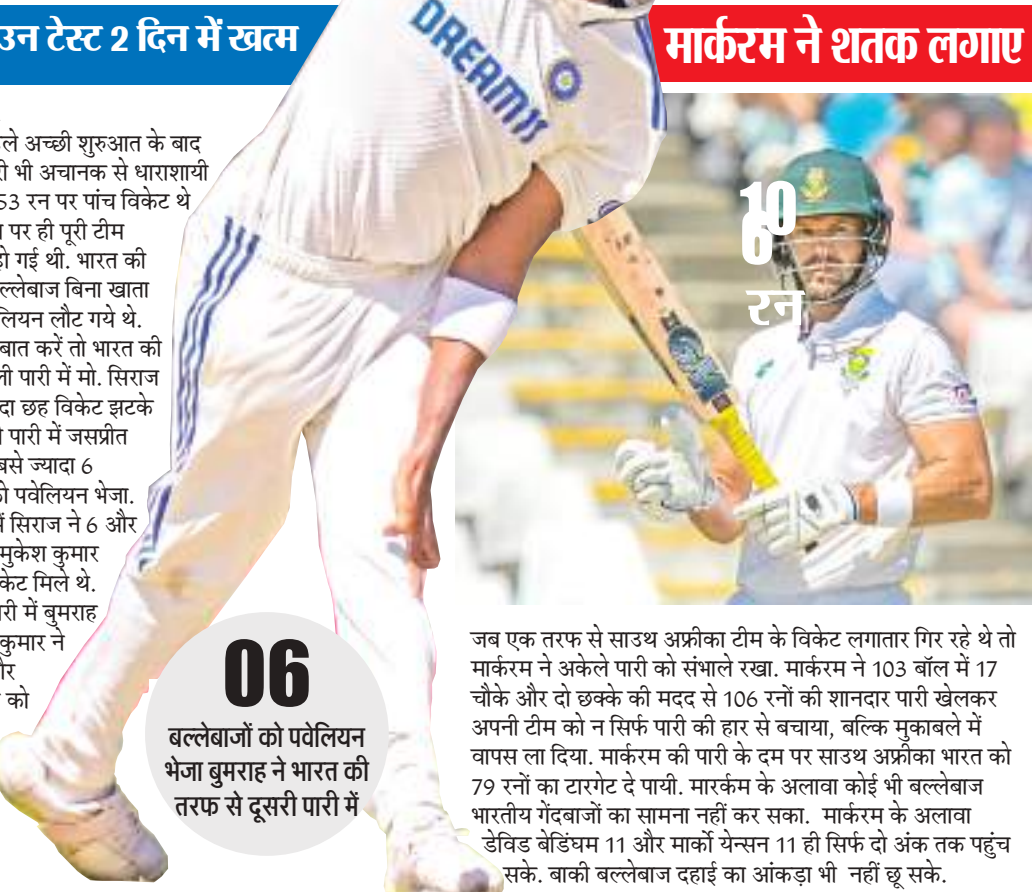 उन टेस्ट 2 दिन में खत्म
मार्करम ने शतक लगाए
DREAM11
ले अच्छी शुरुआत के बाद
री भी अचानक से धाराशायी
53 रन पर पांच विकेट थे
पर ही पूरी टीम
हो गई थी. भारत की
ल्लेबाज बिना खाता
लियन लौट गये थे.
बात करें तो भारत की
ली पारी में मो. सिराज
दा छह विकेट झटके
पारी में जसप्रीत
बसे ज्यादा 6
को पवेलियन भेजा.
में सिराज ने 6 और
मुकेश कुमार
केट मिले थे.
री में बुमराह
कुमार ने
को
06
बल्लेबाजों को पवेलियन
भेजा बुमराह ने भारत की
तरफ से दूसरी पारी में
10
6
रन
जब एक तरफ से साउथ अफ्रीका टीम के विकेट लगातार गिर रहे थे तो
मार्करम ने अकेले पारी को संभाले रखा. मार्करम ने 103 बॉल में 17
चौके और दो छक्के की मदद से 106 रनों की शानदार पारी खेलकर
अपनी टीम को न सिर्फ पारी की हार से बचाया, बल्कि मुकाबले में
वापस ला दिया. मार्करम की पारी के दम पर साउथ अफ्रीका भारत को
79 रनों का टारगेट दे पायी. मारर्कम के अलावा कोई भी बल्लेबाज
भारतीय गेंदबाजों का सामना नहीं कर सका. मार्करम के अलावा
डेविड बेडिंघम 11 और मार्को येन्सन 11 ही सिर्फ दो अंक तक पहुंच
सके. बाकी बल्लेबाज दहाई का आंकड़ा भी नहीं छू सके.